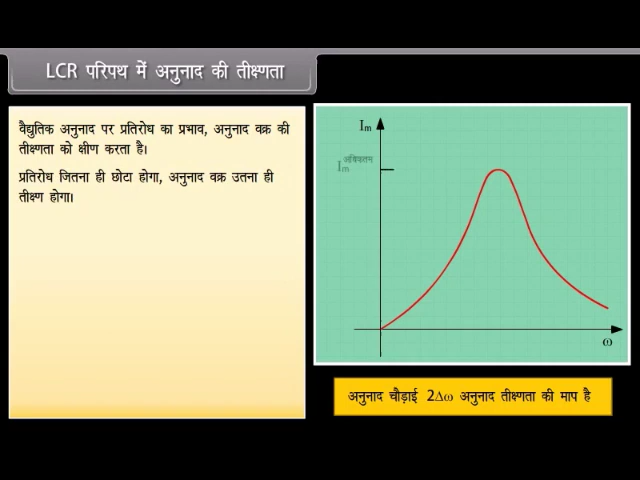 LCR परिपथ में अनुनाद की तीक्ष्णता
वैद्युतिक अनुनाद पर प्रतिरोध का प्रभाव, अनुनाद वक्र की
तीक्ष्णता को क्षीण करता है।
प्रतिरोध जितना ही छोटा होगा, अनुनाद वक्र उतना ही
तीक्ष्ण होगा।
Iₘ
Iₘ अधिकतम
ω
अनुनाद चौड़ाई 2Δω अनुनाद तीक्ष्णता की माप है